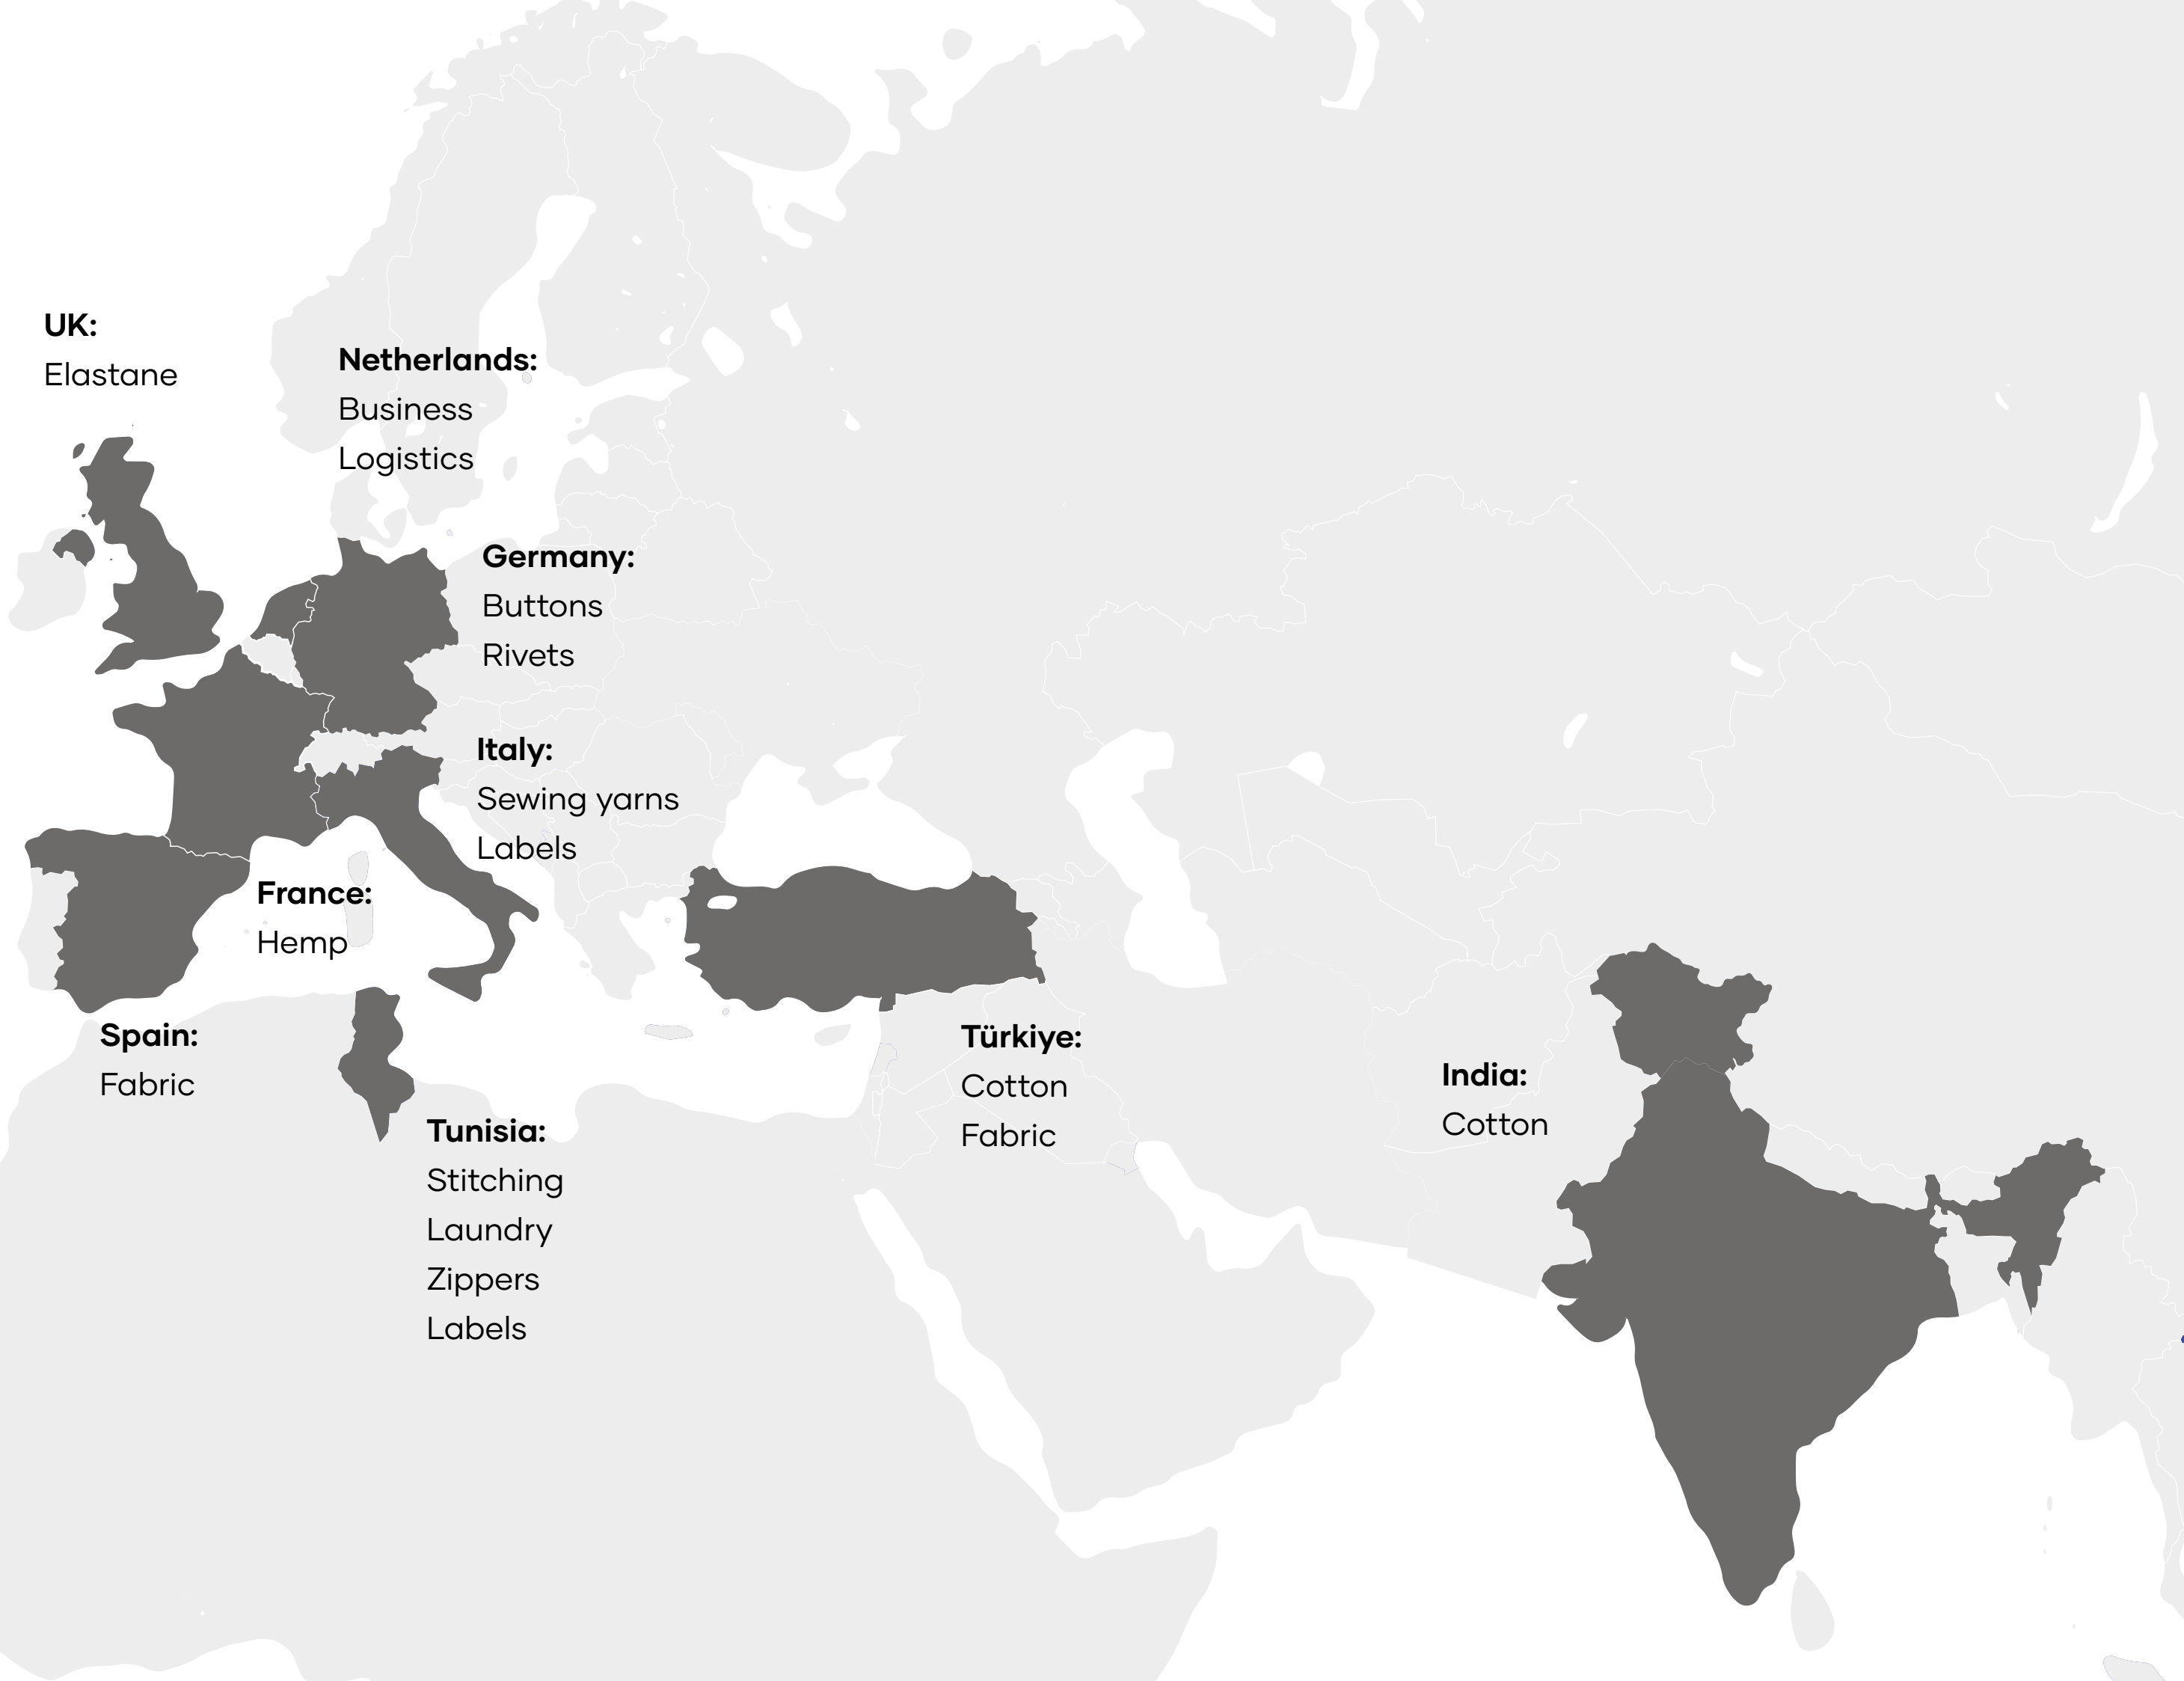 UK:
Elastane
Netherlands:
Business
Logistics
Germany:
Buttons
Rivets
Italy:
Sewing yarns
Labels
France:
Hemp
Spain:
Fabric
Tunisia:
Stitching
Laundry
Zippers
Labels
Türkiye:
Cotton
Fabric
India:
Cotton